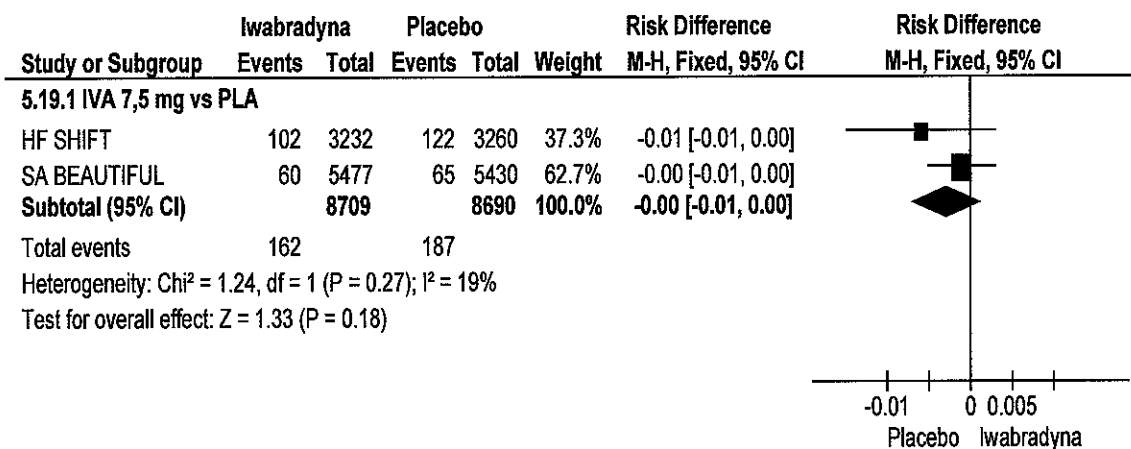 Iwabradyna Placebo Risk Difference Risk Difference
Study or Subgroup Events Total Events Total Weight M-H, Fixed, 95% CI M-H, Fixed, 95% CI
5.19.1 IVA 7,5 mg vs PLA
HF SHIFT 102 3232 122 3260 37.3% -0.01 [-0.01, 0.00]
SA BEAUTIFUL 60 5477 65 5430 62.7% -0.00 [-0.01, 0.00]
Subtotal (95% CI) 8709 8690 100.0% -0.00 [-0.01, 0.00]
Total events 162 187
Heterogeneity: Chi² = 1.24, df = 1 (P = 0.27); I² = 19%
Test for overall effect: Z = 1.33 (P = 0.18)
-0.01 0 0.005
Placebo Iwabradyna